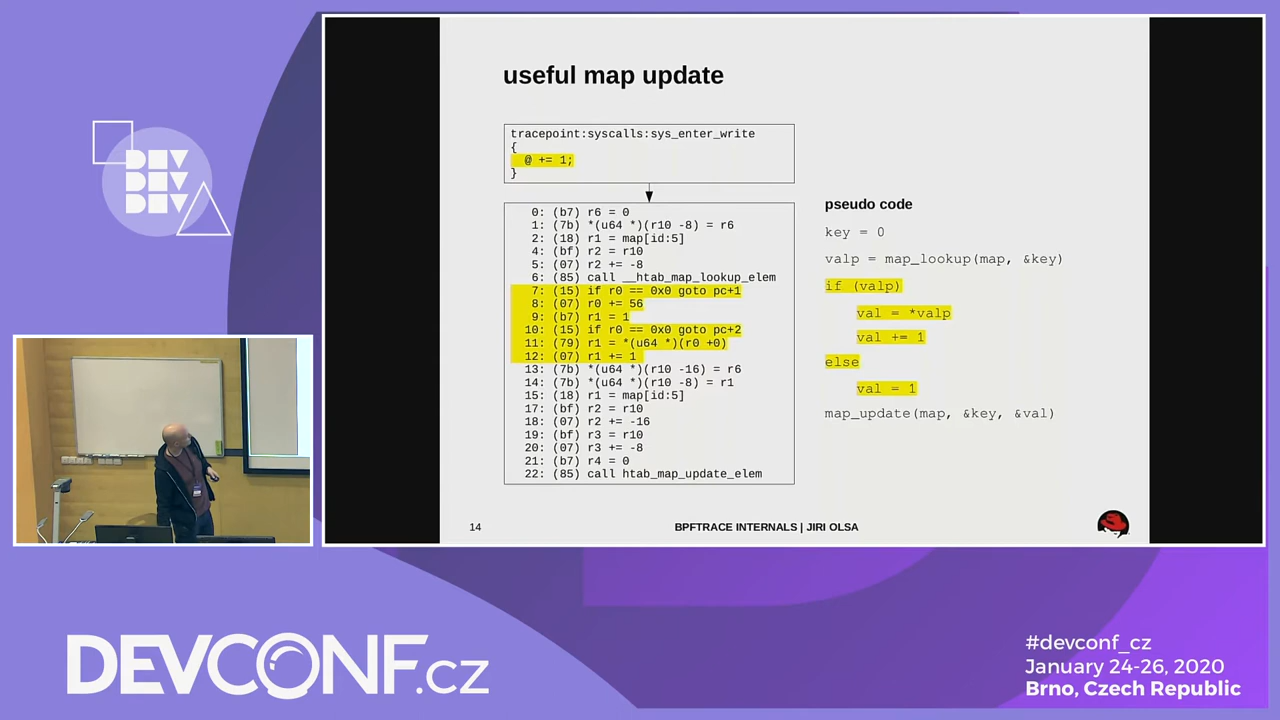 DEV
DEV
DEV
useful map update
tracepoint:syscalls:sys_enter_write
{
@ += 1;
}
0: (b7) r6 = 0
1: (7b) *(u64 *)(r10 -8) = r6
2: (18) r1 = map[id:5]
4: (bf) r2 = r10
5: (07) r2 += -8
6: (85) call __htab_map_lookup_elem
7: (15) if r0 == 0x0 goto pc+1
8: (07) r0 += 56
9: (b7) r1 = 1
10: (15) if r0 == 0x0 goto pc+2
11: (79) r1 = *(u64 *)(r0 +0)
12: (07) r1 += 1
13: (7b) *(u64 *)(r10 -16) = r6
14: (7b) *(u64 *)(r10 -8) = r1
15: (18) r1 = map[id:5]
17: (bf) r2 = r10
18: (07) r2 += -16
19: (bf) r3 = r10
20: (07) r3 += -8
21: (b7) r4 = 0
22: (85) call htab_map_update_elem
pseudo code
key = 0
valp = map_lookup(map, &key)
if (valp)
val = *valp
val += 1
else
val = 1
map_update(map, &key, &val)
14
BPFTRACE INTERNALS | JIRI OLSA
DEVCONF.cz
#devconf_cz
January 24-26, 2020
Brno, Czech Republic